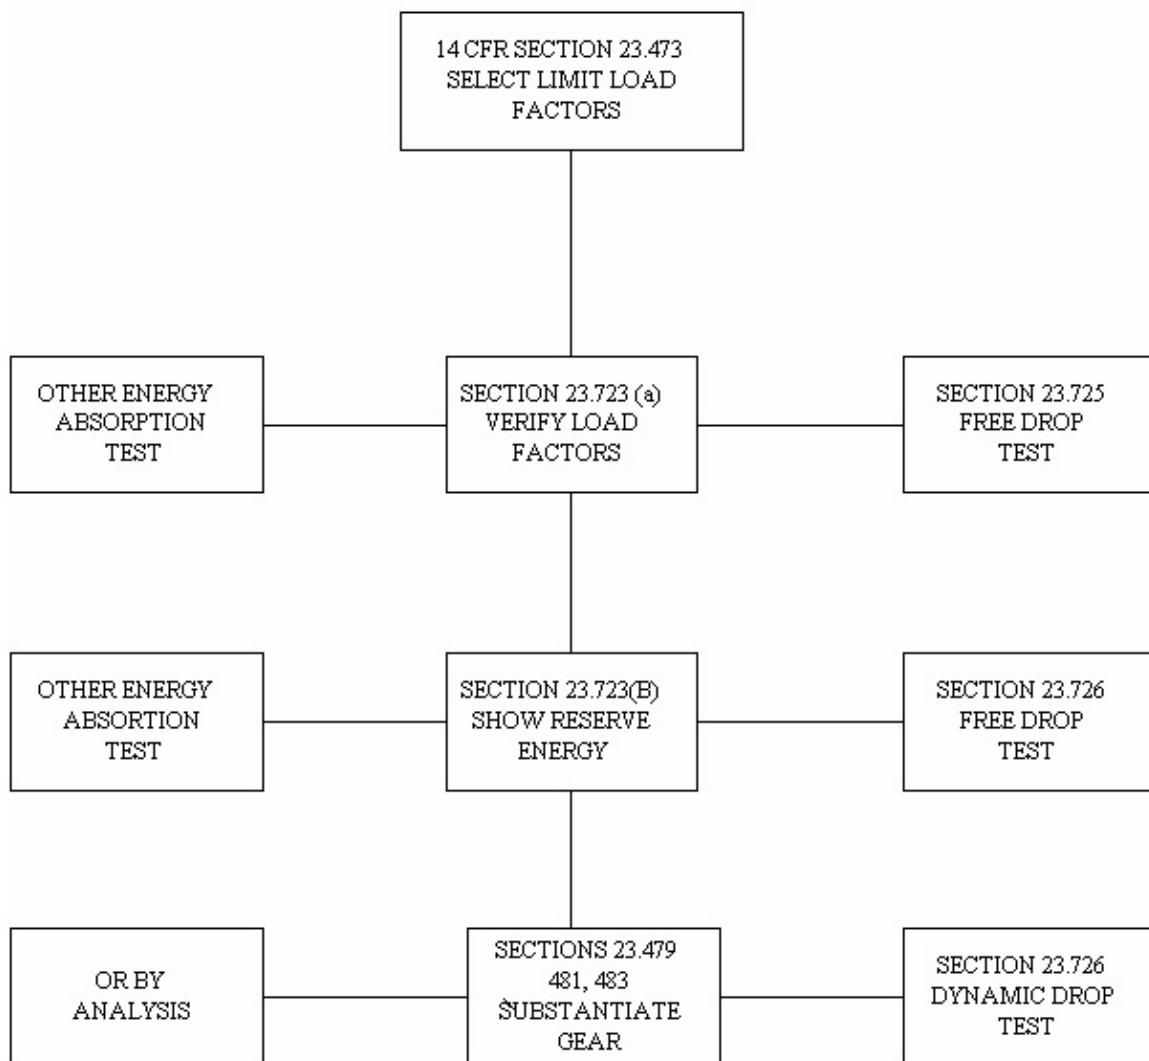 14 CFR SECTION 23.473
SELECT LIMIT LOAD
FACTORS
OTHER ENERGY
ABSORPTION
TEST
SECTION 23.723 (a)
VERIFY LOAD
FACTORS
SECTION 23.725
FREE DROP
TEST
OTHER ENERGY
ABSORTION
TEST
SECTION 23.723(B)
SHOW RESERVE
ENERGY
SECTION 23.726
FREE DROP
TEST
OR BY
ANALYSIS
SECTIONS 23.479
481, 483
SUBSTANTIATE
GEAR
SECTION 23.726
DYNAMIC DROP
TEST